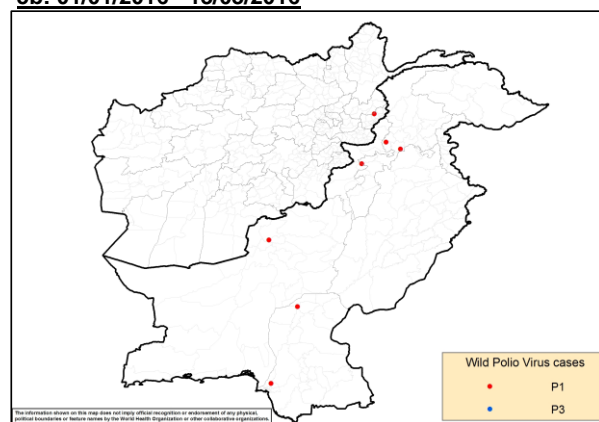 Wild Polio Virus cases
P1
P3
The information shown on this map does not imply official recognition or endorsement of any physical,
political boundaries or feature names by the World Health Organization or other collaborative organizations.